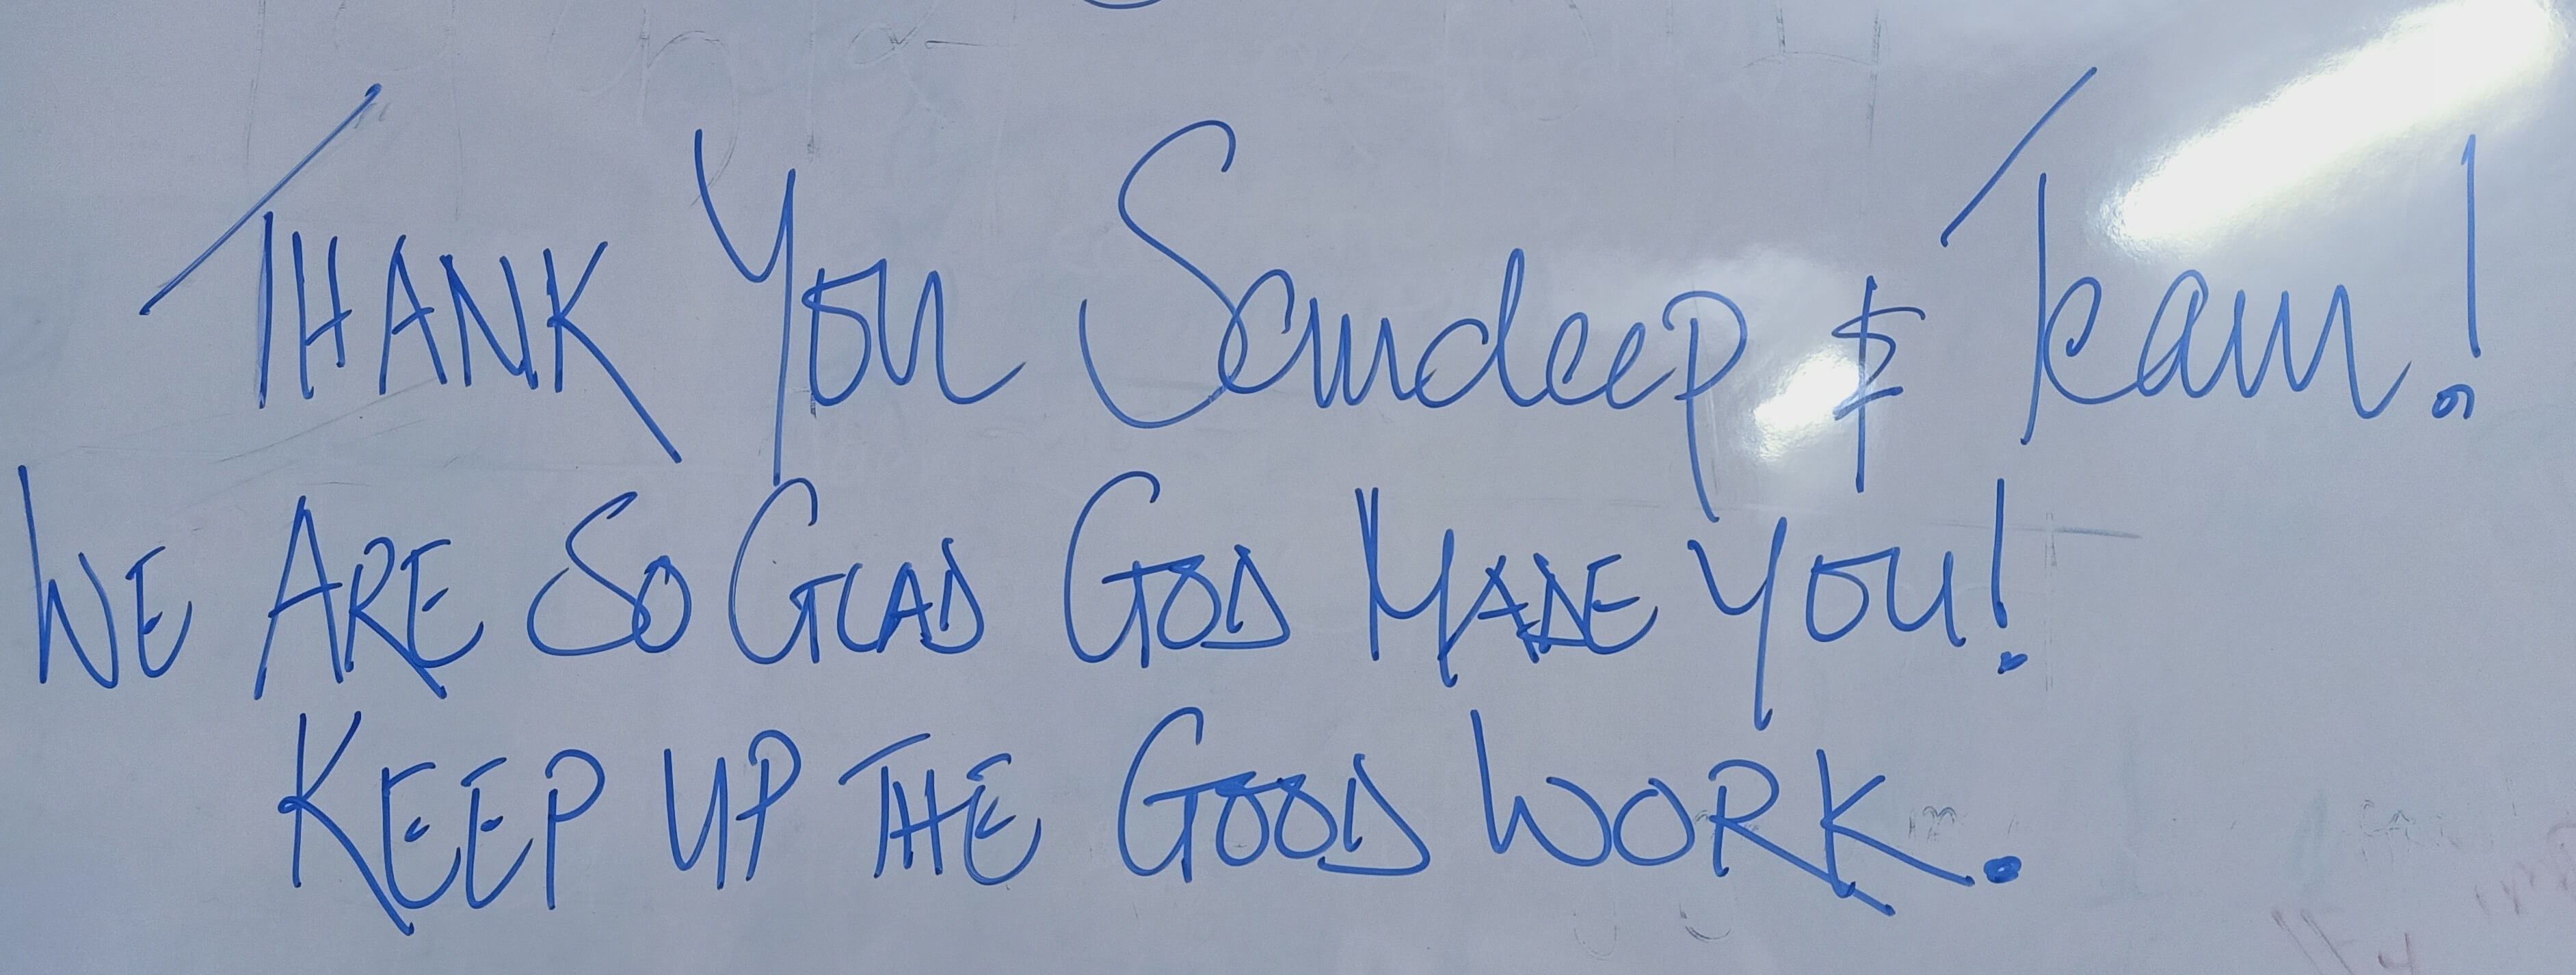 THANK YOU Sandeep & Team!
WE ARE SO GLAD GOD MADE YOU!
KEEP UP THE GOOD WORK.